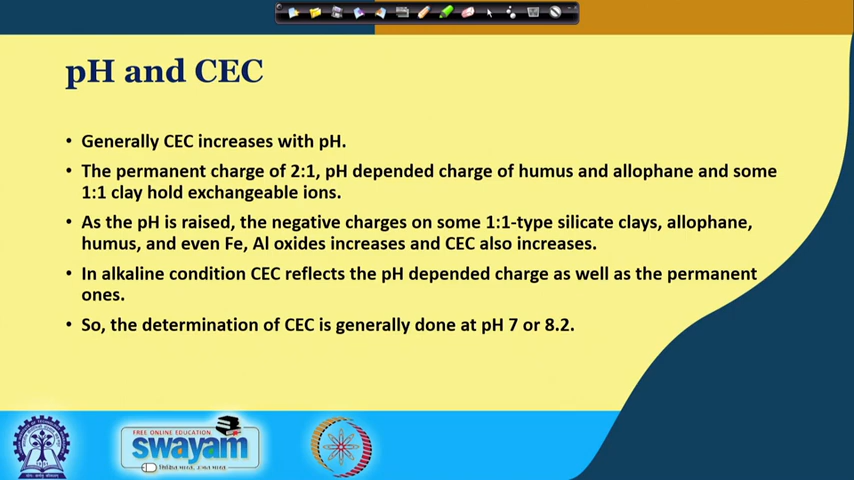 pH and CEC
• Generally CEC increases with pH.
• The permanent charge of 2:1, pH depended charge of humus and allophane and some
1:1 clay hold exchangeable ions.
• As the pH is raised, the negative charges on some 1:1-type silicate clays, allophane,
humus, and even Fe, Al oxides increases and CEC also increases.
• In alkaline condition CEC reflects the pH depended charge as well as the permanent
ones.
• So, the determination of CEC is generally done at pH 7 or 8.2.
FREE ONLINE EDUCATION
swayam